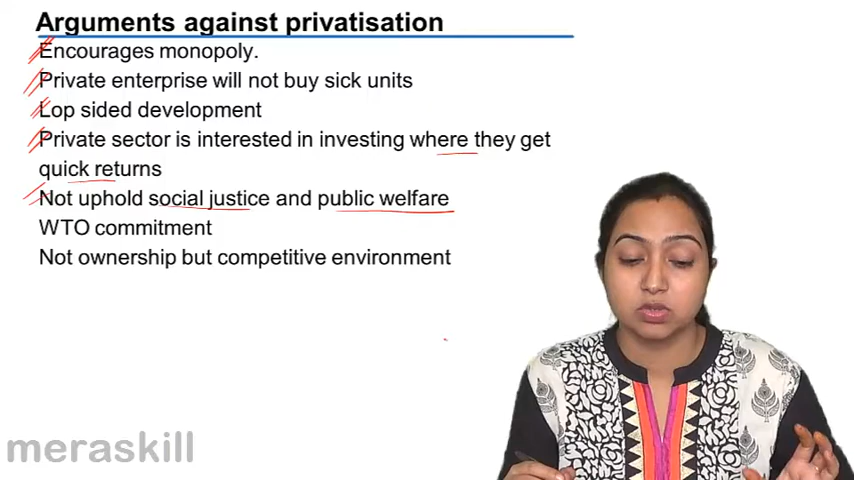 Arguments against privatisation
Encourages monopoly.
Private enterprise will not buy sick units
Lop sided development
Private sector is interested in investing where they get
quick returns
Not uphold social justice and public welfare
WTO commitment
Not ownership but competitive environment
meraskill